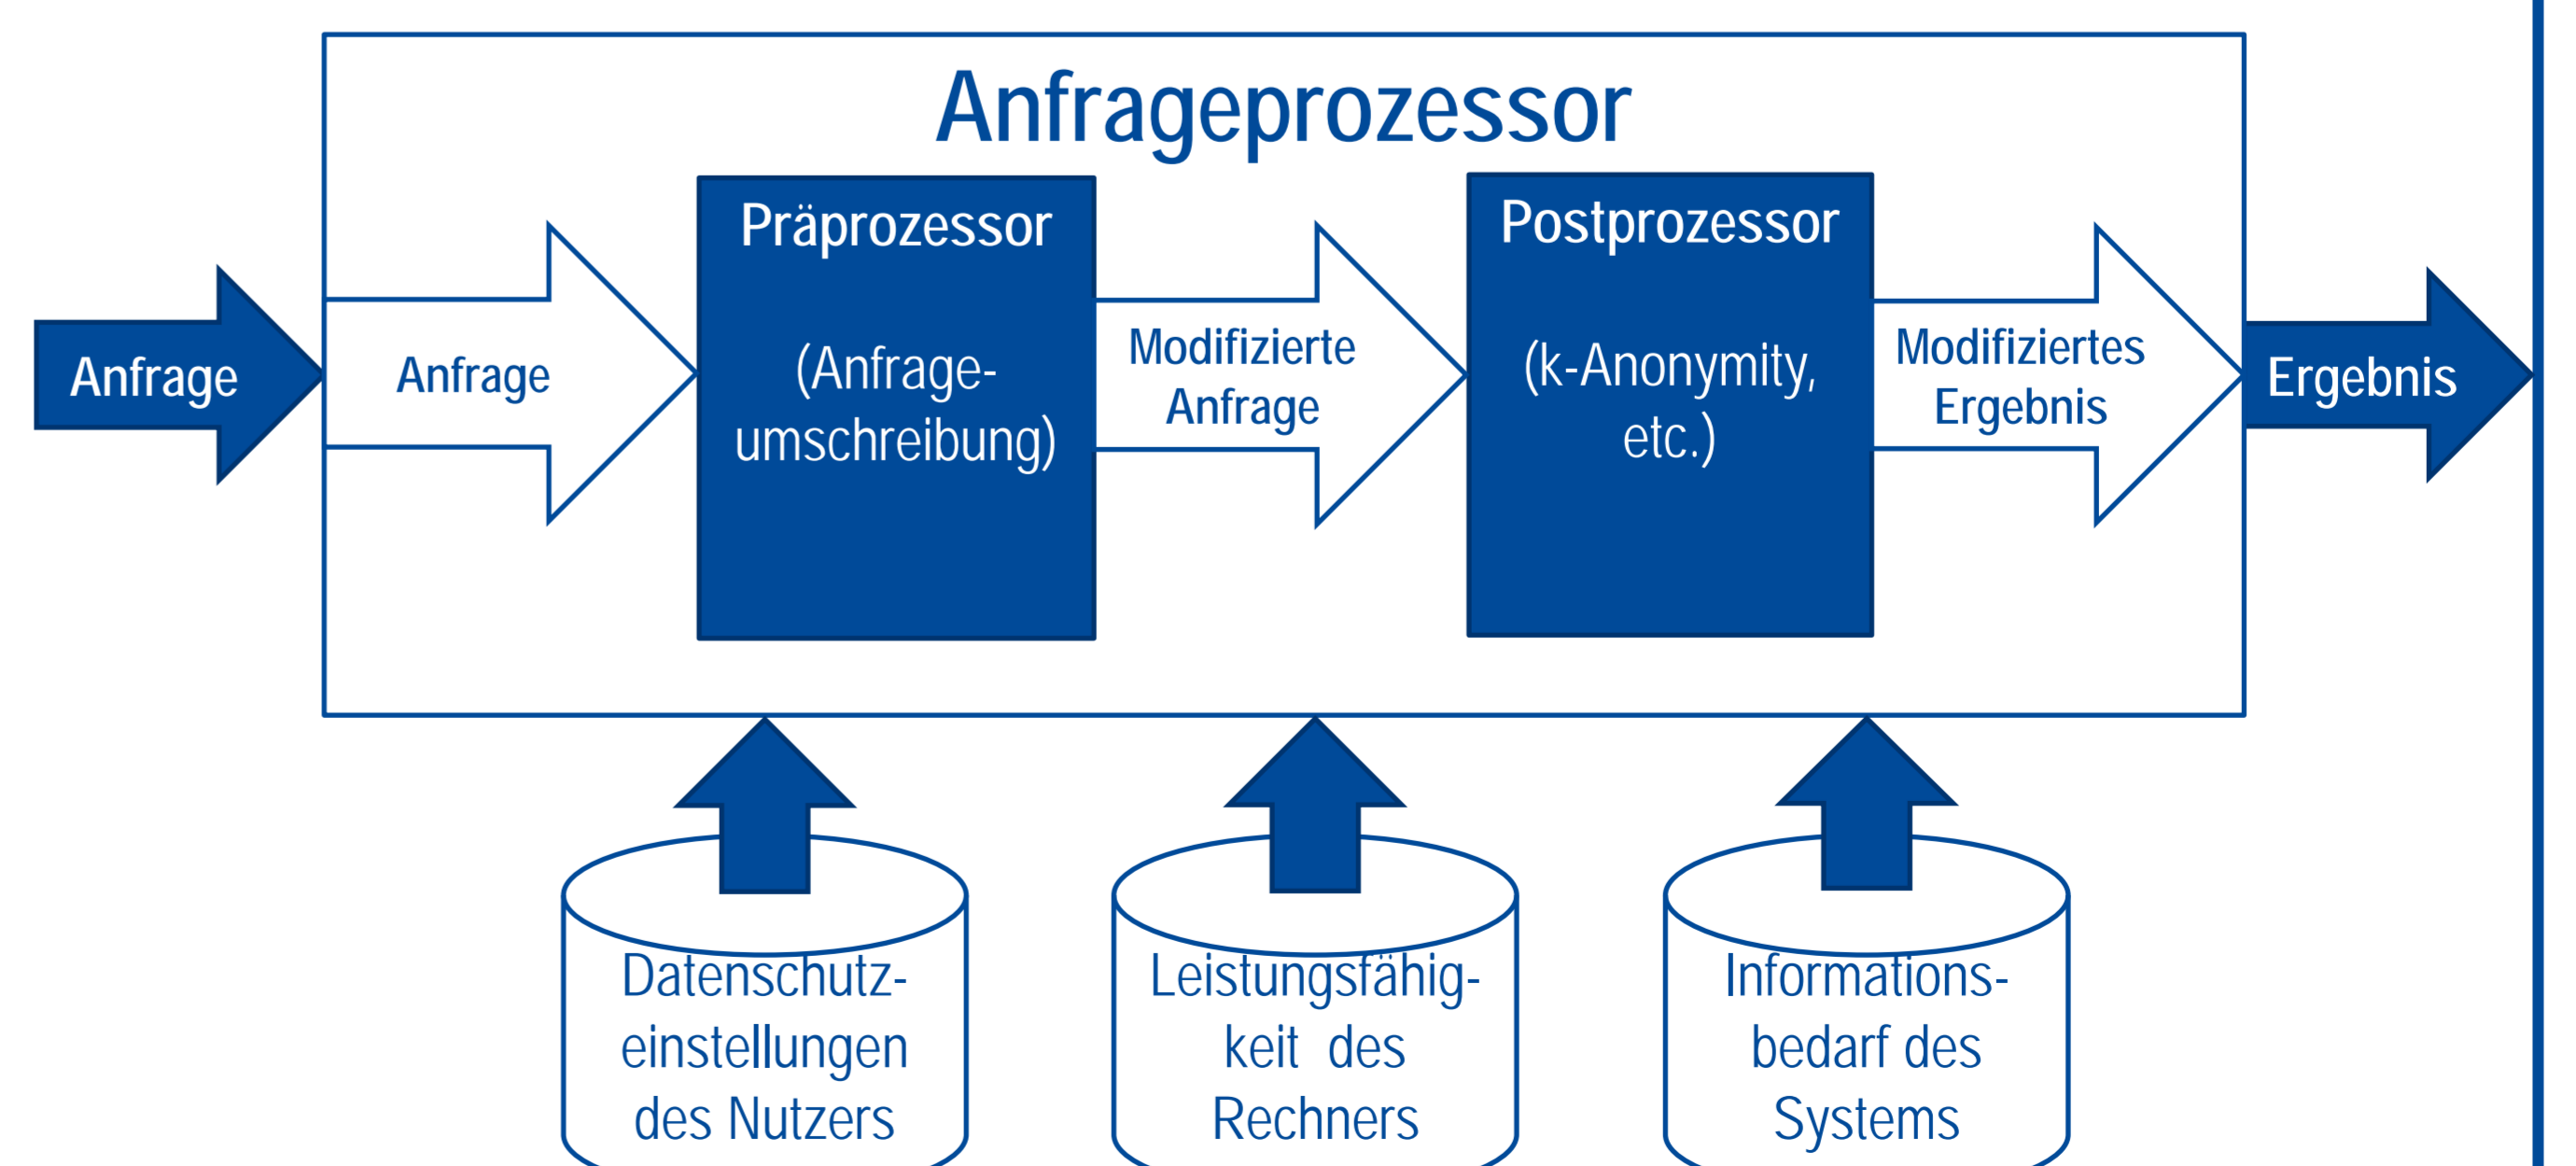 Anfrageprozessor
Anfrage
Anfrage
Präprozessor
(Anfrage-
umschreibung)
Modifizierte
Anfrage
Postprozessor
(k-Anonymity,
etc.)
Modifiziertes
Ergebnis
Ergebnis
Datenschutz-
einstellungen
des Nutzers
Leistungsfähig-
keit des
Rechners
Informations-
bedarf des
Systems